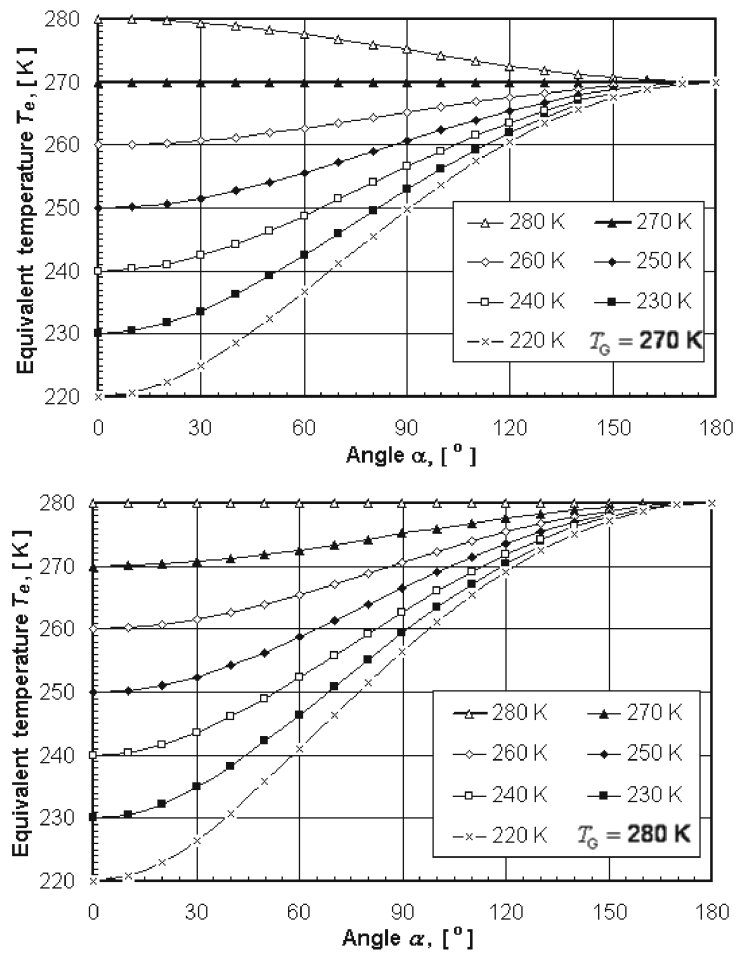 280
270
260
250
240
230
220
Equivalent temperature Te, [K]
280 K 270 K
260 K 250 K
240 K 230 K
220 K TG = 270 K
0 30 60 90 120 150 180
Angle α, [°]
280
270
260
250
240
230
220
Equivalent temperature Te, [K]
280 K 270 K
260 K 250 K
240 K 230 K
220 K TG = 280 K
0 30 60 90 120 150 180
Angle α, [°]